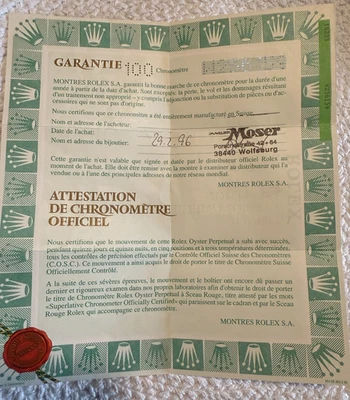 GARANTIE 100 Chronomètre
MONTRES ROLEX S.A. garantit la bonne marche de ce chronomètre pour la durée d'une
année à partir de la date d'achat. Sont exceptés: la perte, le vol et les dommages résultant
d'un traitement non approprié – y compris l'adjonction ou la substitution de pièces ou d'ac-
cessoires qui ne sont pas d'origine.
Nous certifions que ce chronomètre a été entièrement manufacturé en Suisse
Nom et adresse de l'acheteur:
Date de l'achat: 29.2.96
Nom et adresse du bijoutier:
Moser
Porschestraße 42+64
38440 Wolfsburg
Cette garantie n'est valable que signée et datée par le distributeur officiel Rolex au
moment de l'achat. Elle doit être remise avec la montre à examiner au distributeur qui l'a
vendue ou à l'une des principales adresses de notre réseau mondial.
MONTRES ROLEX S.A.
ATTESTATION
DE CHRONOMÈTRE
OFFICIEL
Nous certifions que le mouvement de cette Rolex Oyster Perpetual a subi avec succès,
pendant quinze jours et quinze nuits, en cinq positions et à trois températures déterminées,
tous les contrôles de précision effectués par le Contrôle Officiel Suisse des Chronomètres
(C.O.S.C.). Ce mouvement a ainsi acquis le droit de porter le titre de Chronomètre Suisse
Officiellement Contrôlé.
A la suite de ces sévères épreuves, le mouvement et le boîtier ont encore dû passer un
dernier et rigoureux examen dans nos propres laboratoires afin d'obtenir le droit de porter
le titre de Chronomètre Rolex Oyster Perpetual à Sceau Rouge, titre attesté par les mots
«Superlative Chronometer Officially Certified» qui paraissent sur le cadran et par le Sceau
Rouge Rolex qui accompagne ce chronomètre.
MONTRES ROLEX S.A.